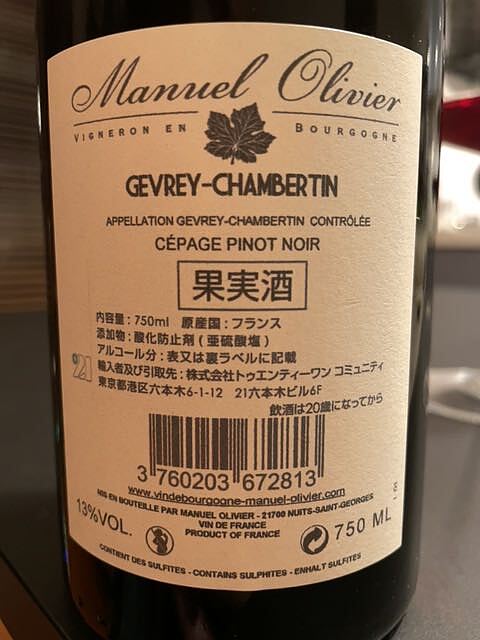 Manuel Olivier
VIGNERON EN BOURGOGNE
GEVREY-CHAMBERTIN
APPELLATION GEVREY-CHAMBERTIN CONTRÔLÉE
CÉPAGE PINOT NOIR
果実酒
内容量：750ml 原産国：フランス
添加物：酸化防止剤（亜硫酸塩）
アルコール分：表又は裏ラベルに記載
輸入者及び引取先：株式会社トゥエンティーワン コミュニティ
東京都港区六本木6-1-12 21六本木ビル6F
飲酒は20歳になってから
3 760203 672813
www.vindebourgogne-manuel-olivier.com
MIS EN BOUTEILLE PAR MANUEL OLIVIER - 21700 NUITS-SAINT-GEORGES
VIN DE FRANCE
PRODUCT OF FRANCE
13%VOL.
750 ML
CONTIENT DES SULFITES - CONTAINS SULPHITES - ENHALT SULFITES